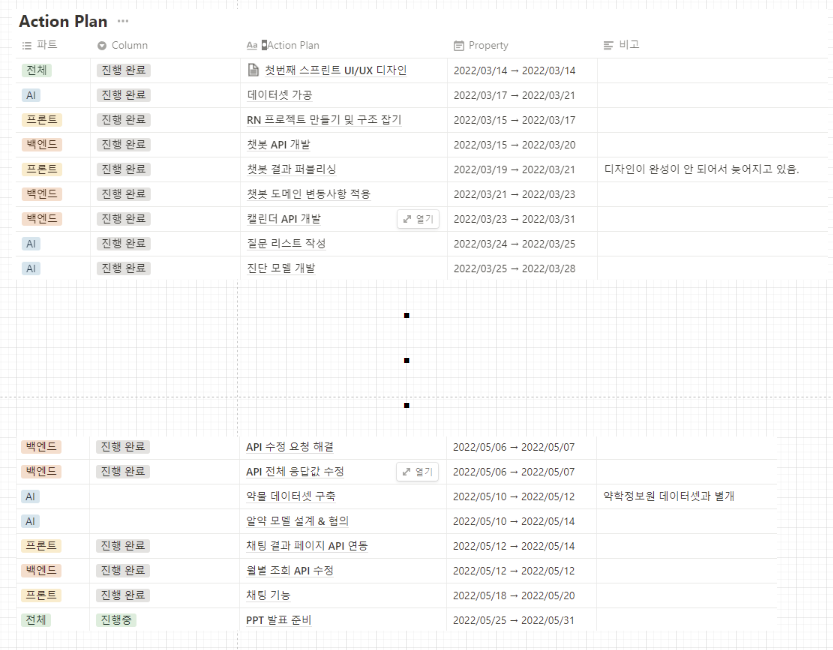 Action Plan ···
파트 Column Aa Action Plan Property 비고
전체 진행 완료 첫번째 스프린트 UI/UX 디자인 2022/03/14 → 2022/03/14
AI 진행 완료 데이터셋 가공 2022/03/17 → 2022/03/21
프론트 진행 완료 RN 프로젝트 만들기 및 구조 잡기 2022/03/15 → 2022/03/17
백엔드 진행 완료 챗봇 API 개발 2022/03/15 → 2022/03/20
프론트 진행 완료 챗봇 결과 퍼블리싱 2022/03/19 → 2022/03/21 디자인이 완성이 안 되어서 늦어지고 있음.
백엔드 진행 완료 챗봇 도메인 변동사항 적용 2022/03/21 → 2022/03/23
백엔드 진행 완료 캘린더 API 개발 열기 2022/03/23 → 2022/03/31
AI 진행 완료 질문 리스트 작성 2022/03/24 → 2022/03/25
AI 진행 완료 진단 모델 개발 2022/03/25 → 2022/03/28
백엔드 진행 완료 API 수정 요청 해결 2022/05/06 → 2022/05/07
백엔드 진행 완료 API 전체 응답값 수정 열기 2022/05/06 → 2022/05/07
AI 약물 데이터셋 구축 2022/05/10 → 2022/05/12 약학정보원 데이터셋과 별개
AI 알약 모델 설계 & 협의 2022/05/10 → 2022/05/14
프론트 진행 완료 채팅 결과 페이지 API 연동 2022/05/12 → 2022/05/14
백엔드 진행 완료 월별 조회 API 수정 2022/05/12 → 2022/05/12
프론트 진행 완료 채팅 기능 2022/05/18 → 2022/05/20
전체 진행중 PPT 발표 준비 2022/05/25 → 2022/05/31